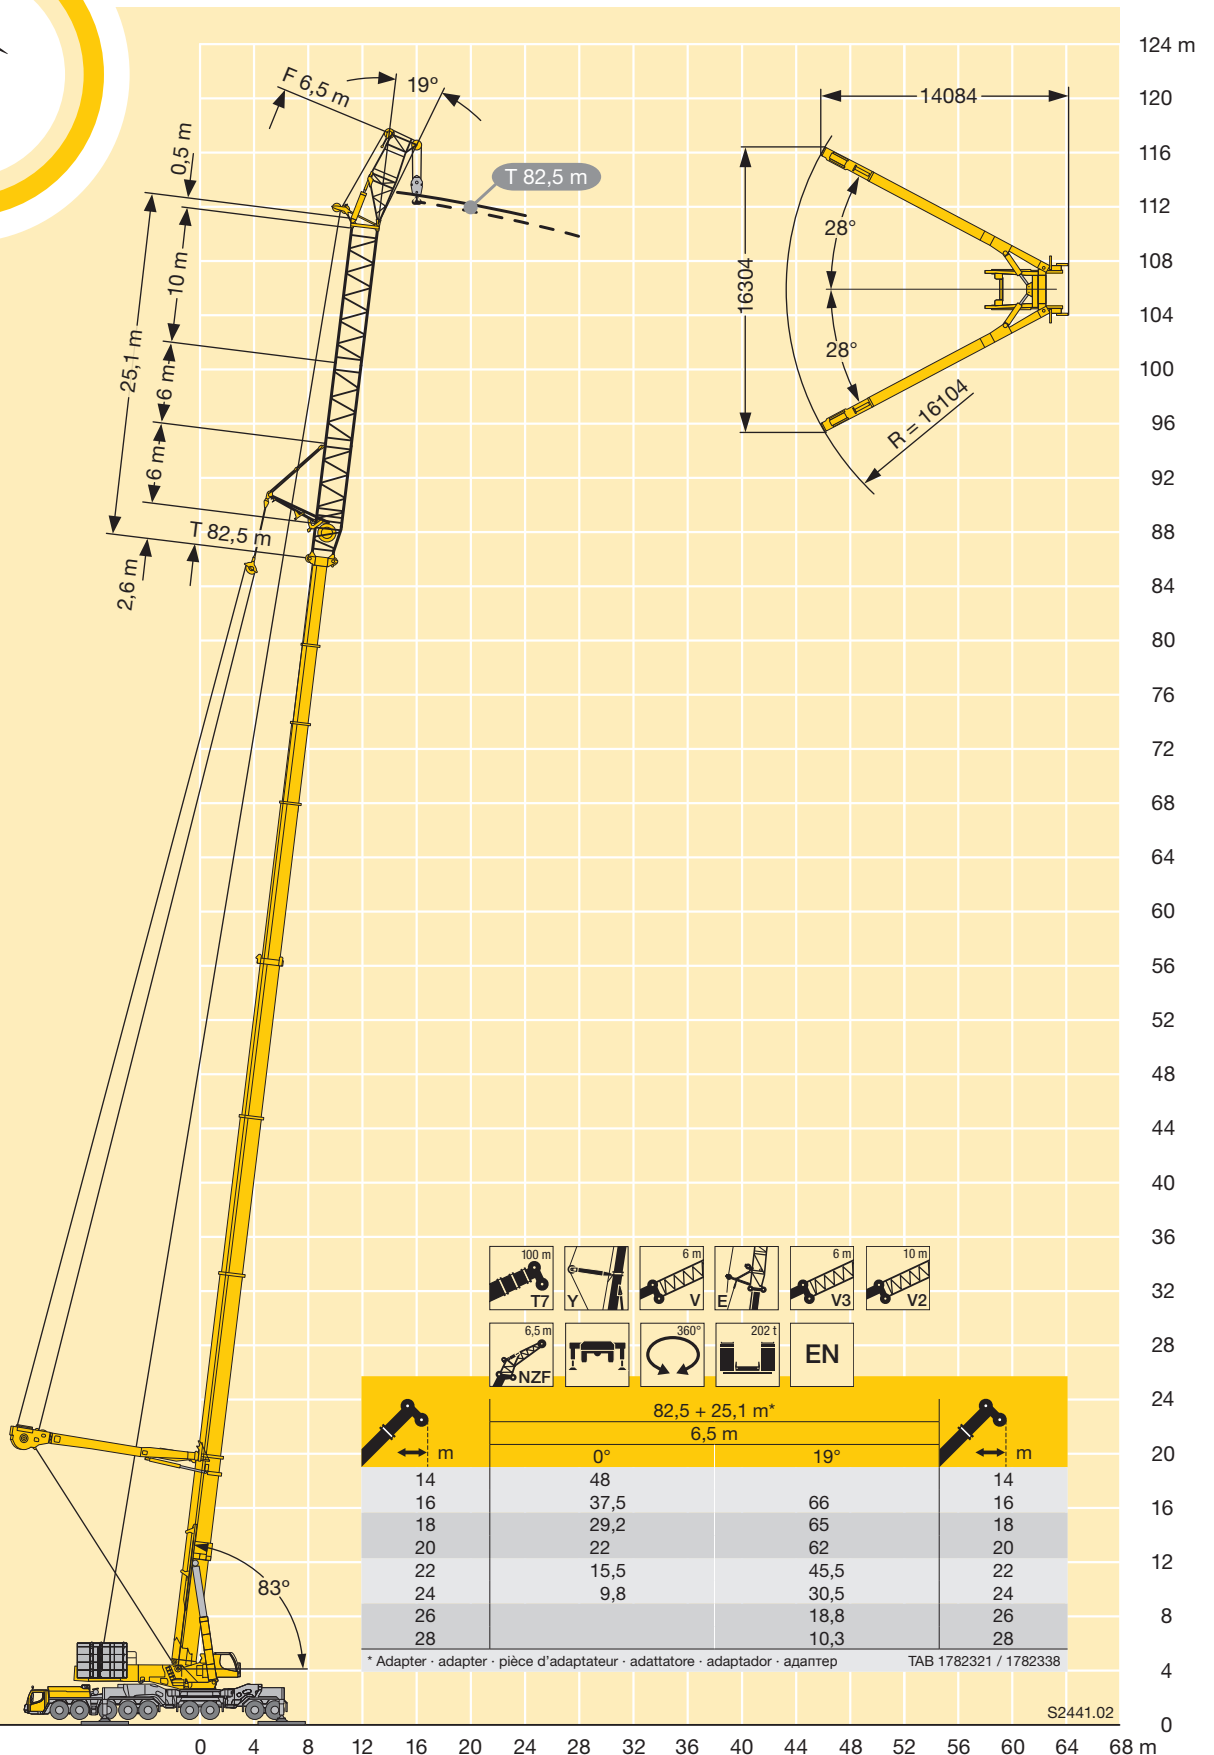 124 m
120
116
112
108
104
100
96
92
88
84
80
76
72
68
64
60
56
52
48
44
40
36
32
28
24
20
16
12
8
4
0
F 6,5 m
19°
0,5 m
10 m
25,1 m
6 m
6 m
T 82,5 m
2,6 m
T 82,5 m
14084
16304
28°
28°
R = 16104
83°
100 m
T7
Y
6 m
V
E
6 m
V3
10 m
V2
6,5 m
NZF
360°
202 t
EN
m 82,5 + 25,1 m* m
6,5 m
0° 19°
14 48 14
16 37,5 66 16
18 29,2 65 18
20 22 62 20
22 15,5 45,5 22
24 9,8 30,5 24
26 18,8 26
28 10,3 28
* Adapter · adapter · pièce d'adaptateur · adattatore · adaptador · адаптер TAB 1782321 / 1782338
S2441.02
0 4 8 12 16 20 24 28 32 36 40 44 48 52 56 60 64 68 m